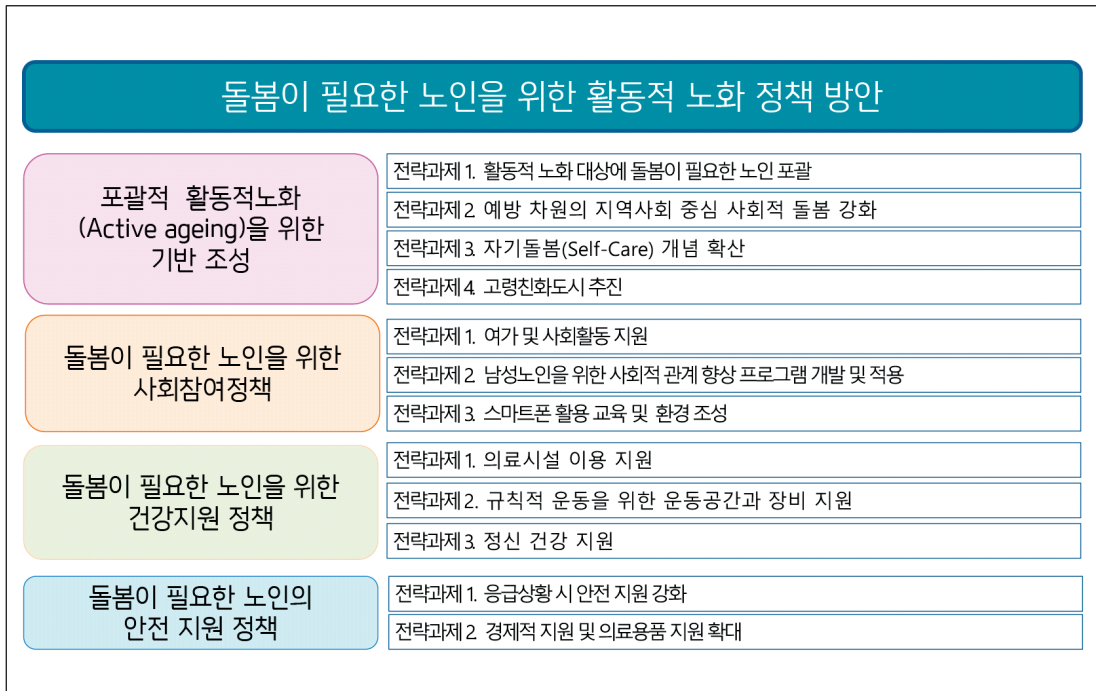 돌봄이 필요한 노인을 위한 활동적 노화 정책 방안
포괄적 활동적노화
(Active ageing)을 위한
기반 조성
전략과제 1. 활동적 노화 대상에 돌봄이 필요한 노인 포괄
전략과제 2. 예방 차원의 지역사회 중심 사회적 돌봄 강화
전략과제 3. 자기돌봄(Self-Care) 개념 확산
전략과제 4. 고령친화도시 추진
돌봄이 필요한 노인을 위한
사회참여정책
전략과제 1. 여가 및 사회활동 지원
전략과제 2. 남성노인을 위한 사회적 관계 향상 프로그램 개발 및 적용
전략과제 3. 스마트폰 활용 교육 및 환경 조성
돌봄이 필요한 노인을 위한
건강지원 정책
전략과제 1. 의료시설 이용 지원
전략과제 2. 규칙적 운동을 위한 운동공간과 장비 지원
전략과제 3. 정신 건강 지원
돌봄이 필요한 노인의
안전 지원 정책
전략과제 1. 응급상황 시 안전 지원 강화
전략과제 2. 경제적 지원 및 의료용품 지원 확대